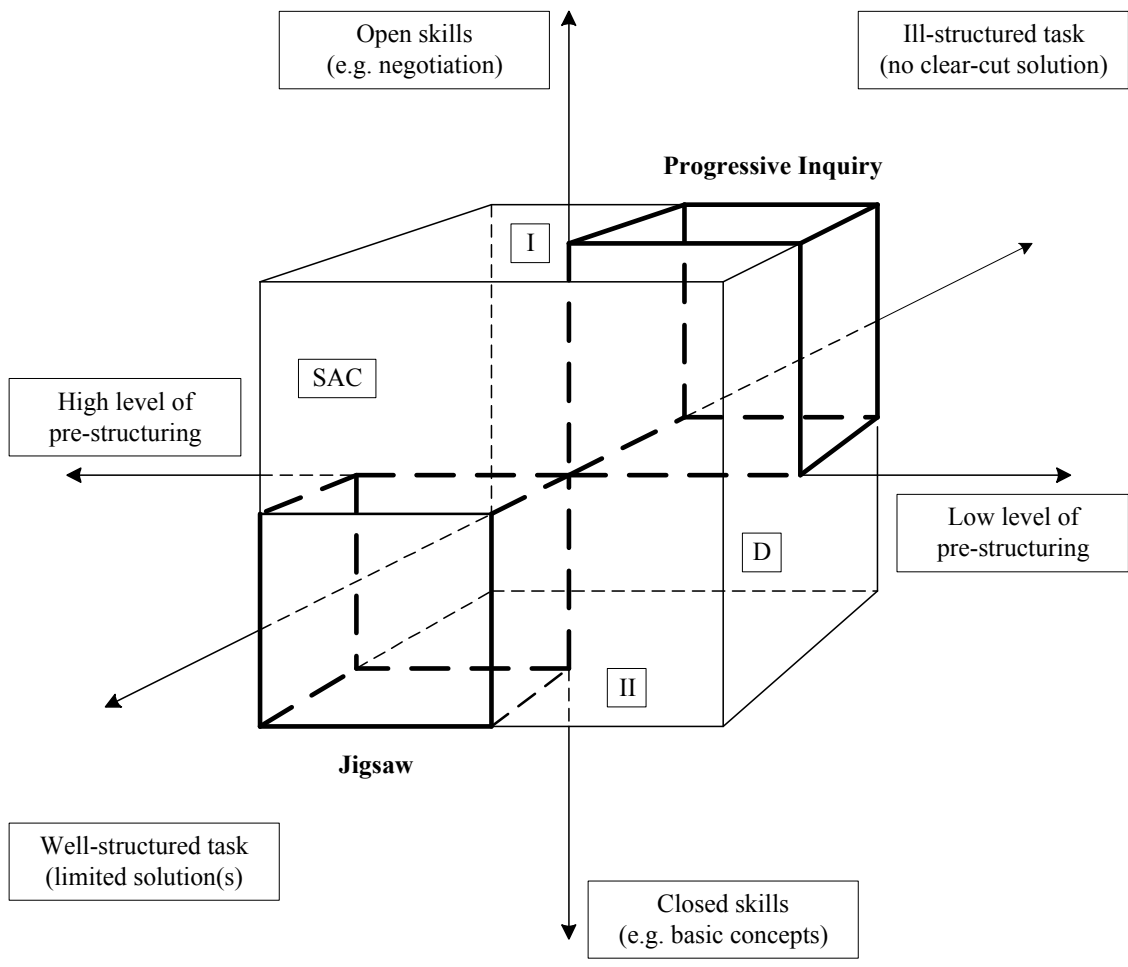 Open skills
(e.g. negotiation)
Ill-structured task
(no clear-cut solution)
Progressive Inquiry
I
SAC
High level of
pre-structuring
Low level of
pre-structuring
D
II
Jigsaw
Well-structured task
(limited solution(s)
Closed skills
(e.g. basic concepts)